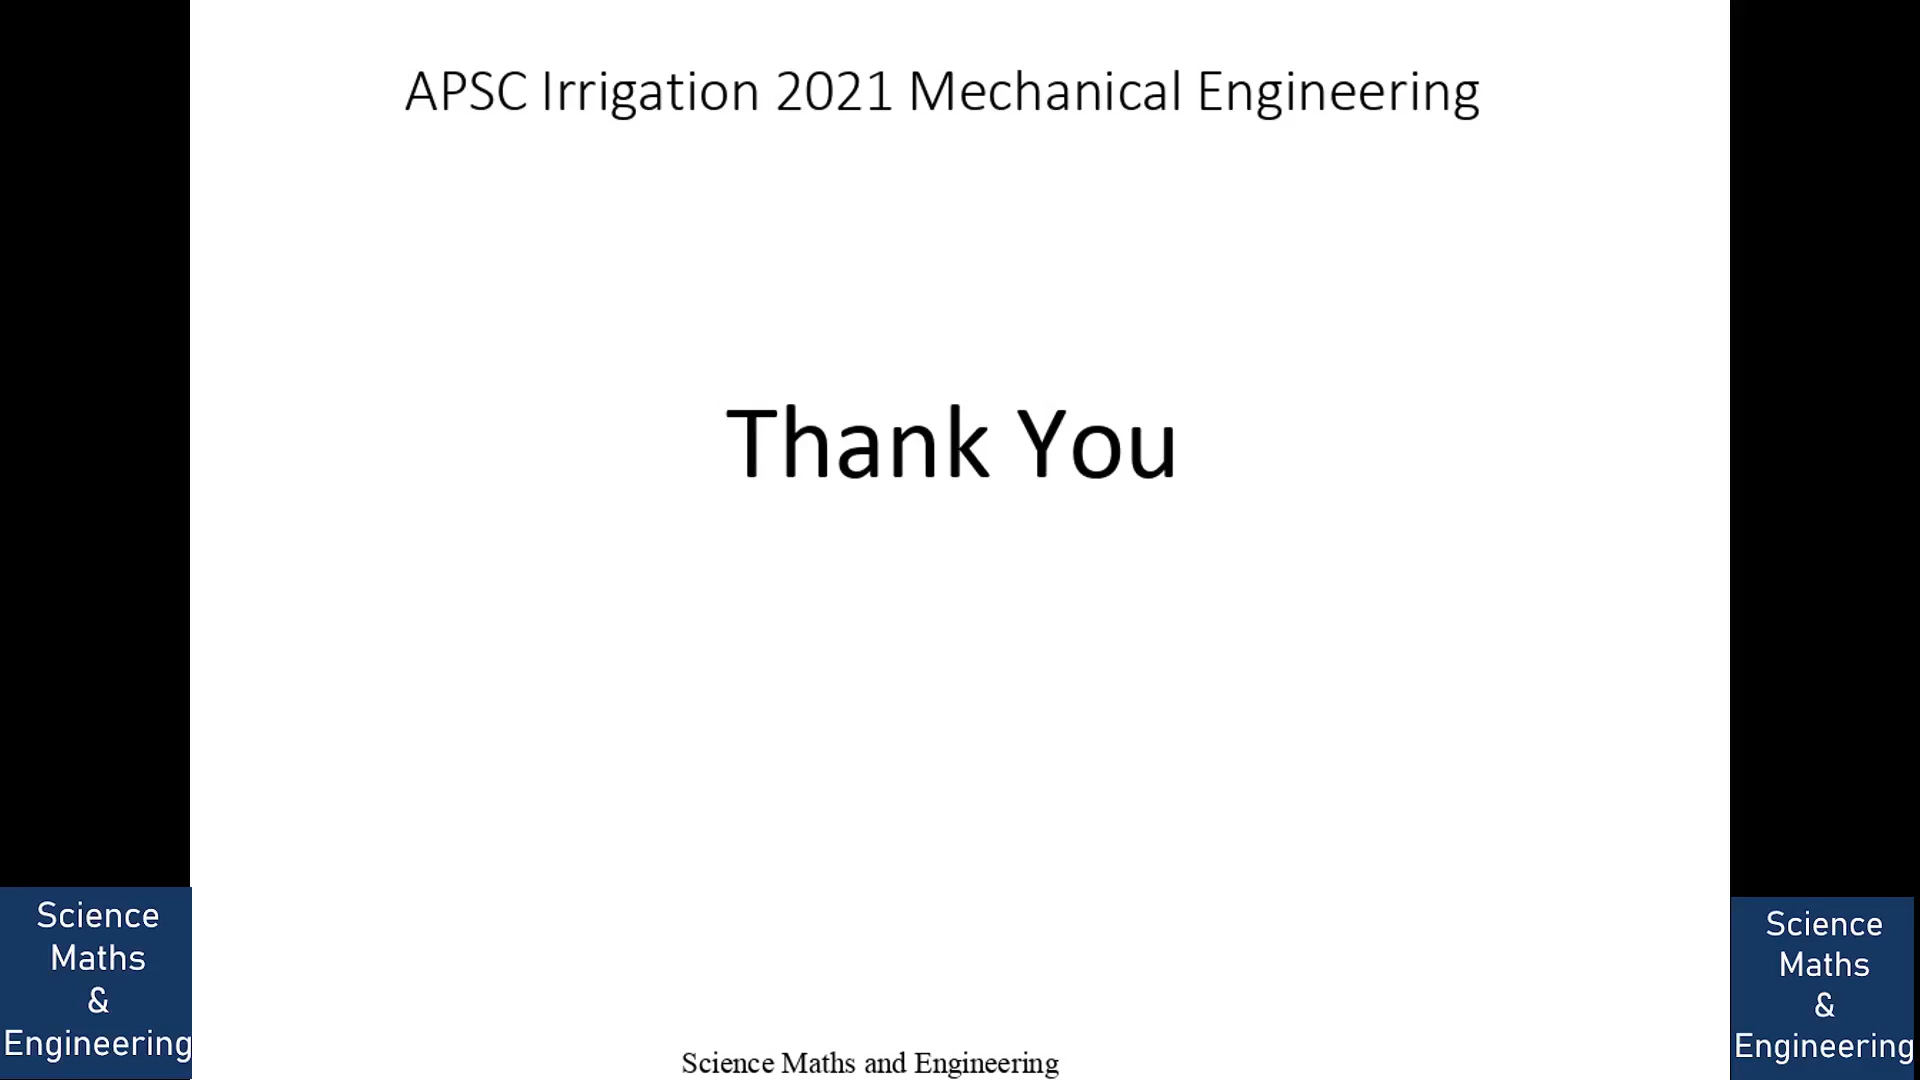 APSC Irrigation 2021 Mechanical Engineering
Thank You
Science
Maths
&
Engineering
Science
Maths
&
Engineering
Science Maths and Engineering